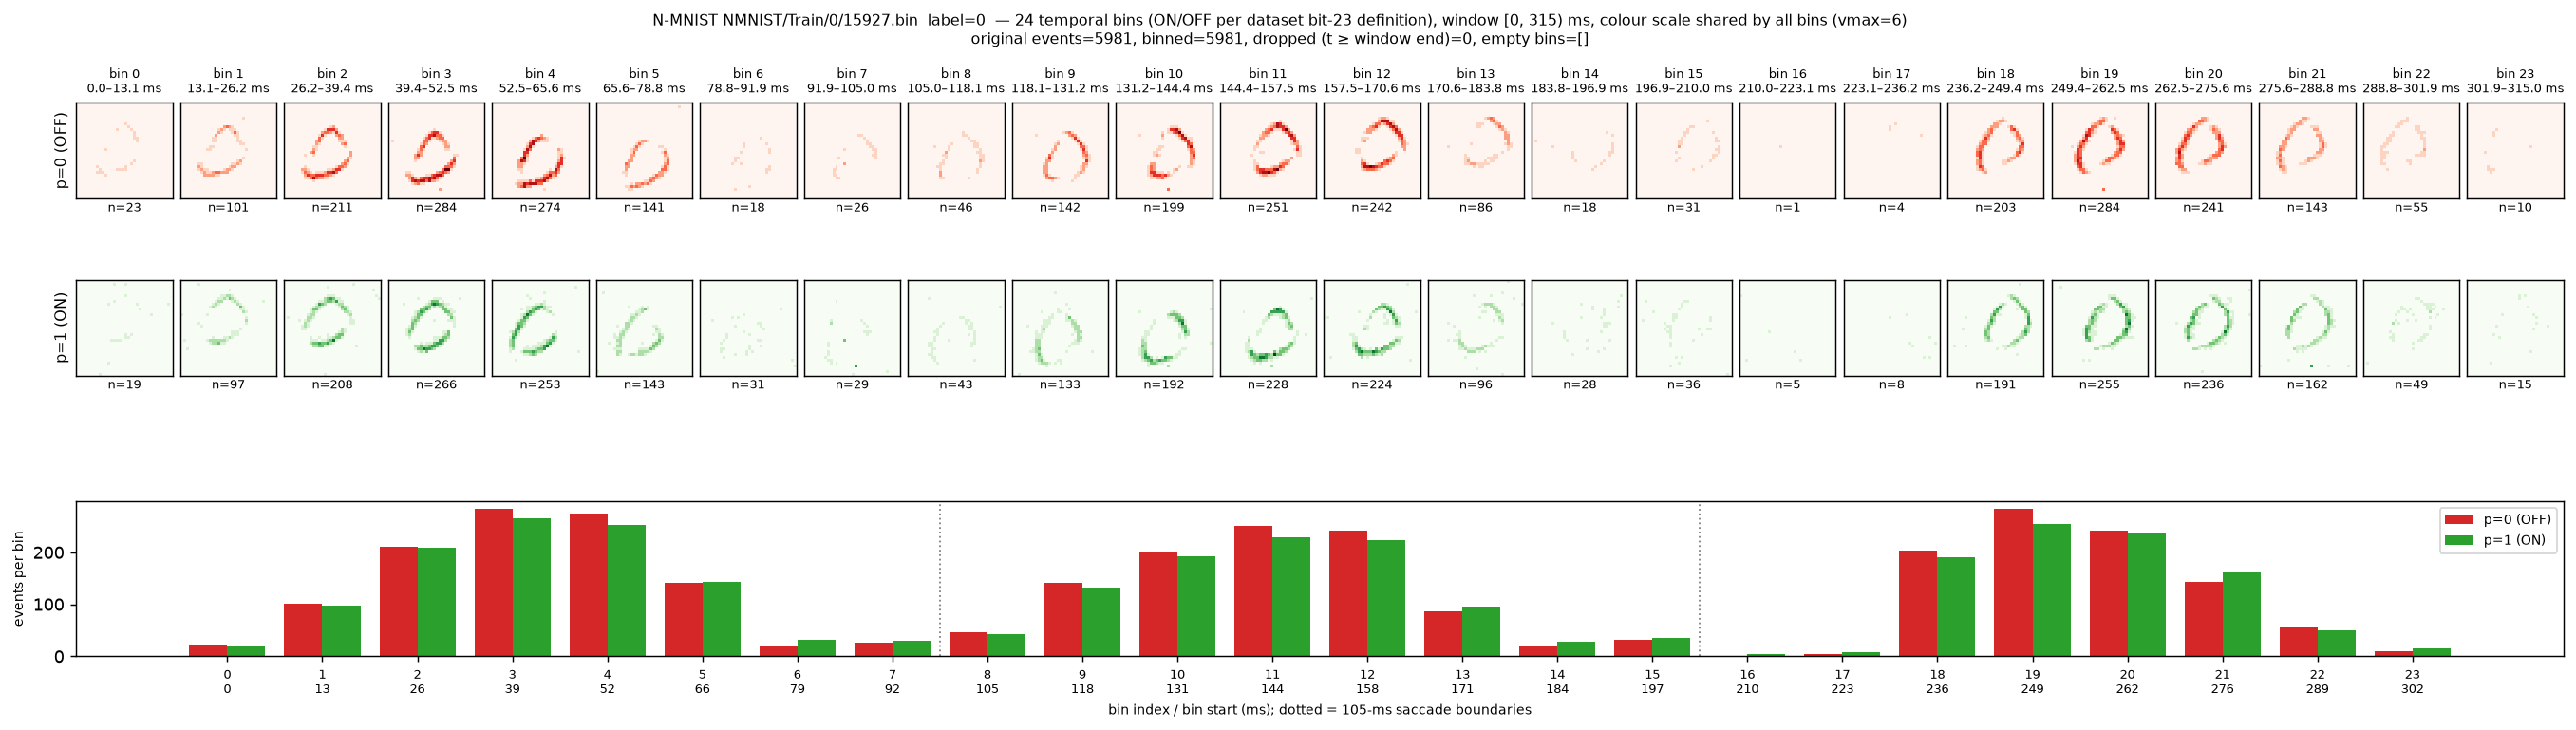 N-MNIST NMNIST/Train/0/15927.bin  label=0  — 24 temporal bins (ON/OFF per dataset bit-23 definition), window [0, 315) ms, colour scale shared by all bins (vmax=6)
original events=5981, binned=5981, dropped (t ≥ window end)=0, empty bins=[]
bin 0 bin 1 bin 2 bin 3 bin 4 bin 5 bin 6 bin 7 bin 8 bin 9 bin 10 bin 11 bin 12 bin 13 bin 14 bin 15 bin 16 bin 17 bin 18 bin 19 bin 20 bin 21 bin 22 bin 23
0.0–13.1 ms 13.1–26.2 ms 26.2–39.4 ms 39.4–52.5 ms 52.5–65.6 ms 65.6–78.8 ms 78.8–91.9 ms 91.9–105.0 ms 105.0–118.1 ms 118.1–131.2 ms 131.2–144.4 ms 144.4–157.5 ms 157.5–170.6 ms 170.6–183.8 ms 183.8–196.9 ms 196.9–210.0 ms 210.0–223.1 ms 223.1–236.2 ms 236.2–249.4 ms 249.4–262.5 ms 262.5–275.6 ms 275.6–288.8 ms 288.8–301.9 ms 301.9–315.0 ms
p=0 (OFF)
n=23 n=101 n=211 n=284 n=274 n=141 n=18 n=26 n=46 n=142 n=199 n=251 n=242 n=86 n=18 n=31 n=1 n=4 n=203 n=284 n=241 n=143 n=55 n=10
p=1 (ON)
n=19 n=97 n=208 n=266 n=253 n=143 n=31 n=29 n=43 n=133 n=192 n=228 n=224 n=96 n=28 n=36 n=5 n=8 n=191 n=255 n=236 n=162 n=49 n=15
events per bin
200
100
0
p=0 (OFF)
p=1 (ON)
0 1 2 3 4 5 6 7 8 9 10 11 12 13 14 15 16 17 18 19 20 21 22 23
0 13 26 39 52 66 79 92 105 118 131 144 158 171 184 197 210 223 236 249 262 276 289 302
bin index / bin start (ms); dotted = 105-ms saccade boundaries